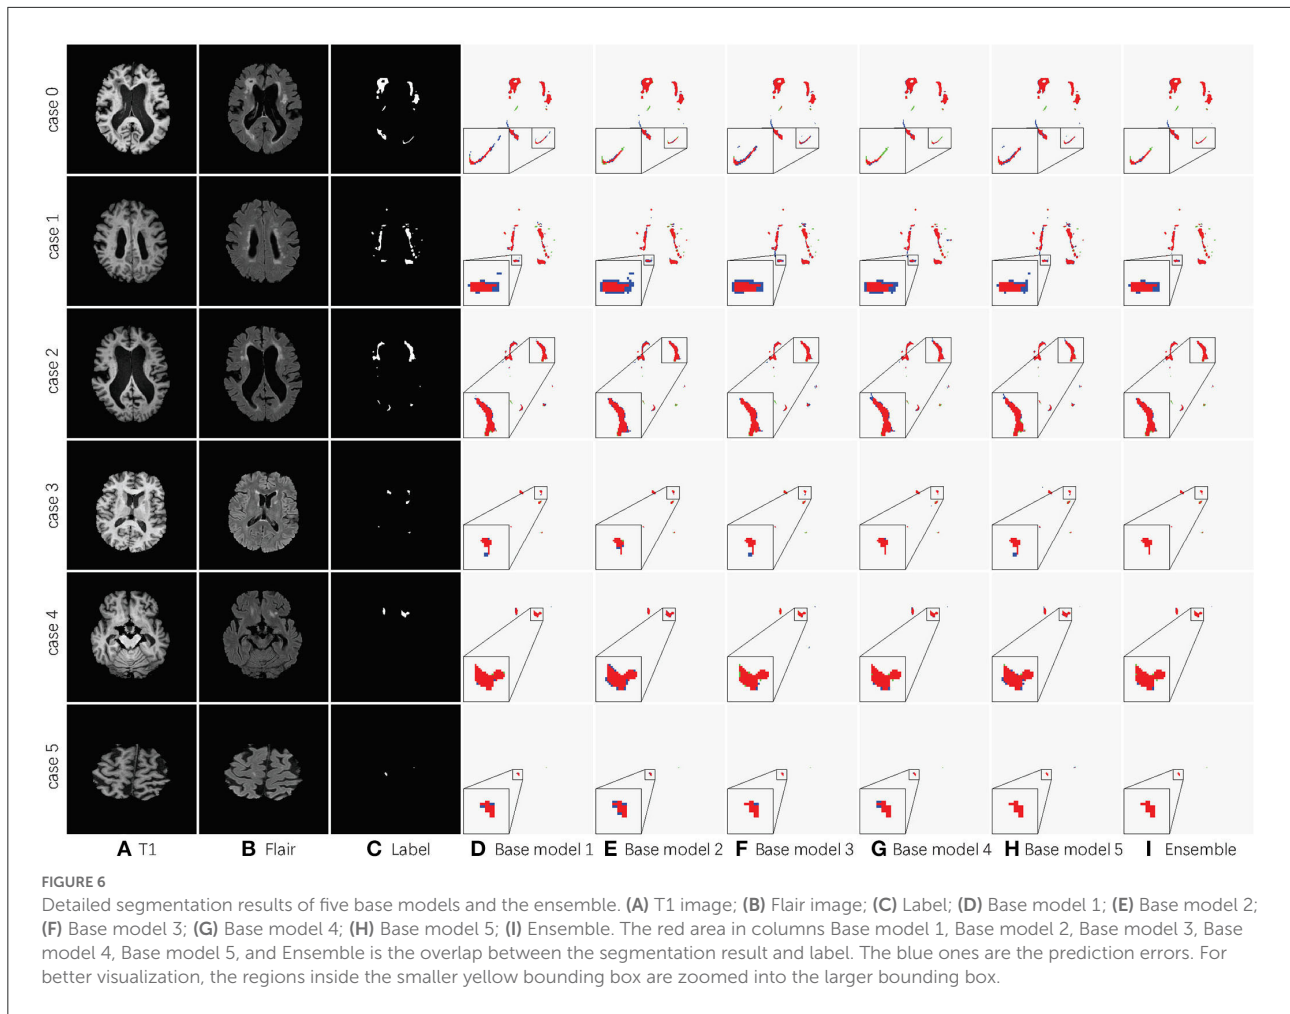 case 0
case 1
case 2
case 3
case 4
case 5
A T1
B Flair
C Label
D Base model 1
E Base model 2
F Base model 3
G Base model 4
H Base model 5
I Ensemble
FIGURE 6
Detailed segmentation results of five base models and the ensemble. (A) T1 image; (B) Flair image; (C) Label; (D) Base model 1; (E) Base model 2;
(F) Base model 3; (G) Base model 4; (H) Base model 5; (I) Ensemble. The red area in columns Base model 1, Base model 2, Base model 3, Base
model 4, Base model 5, and Ensemble is the overlap between the segmentation result and label. The blue ones are the prediction errors. For
better visualization, the regions inside the smaller yellow bounding box are zoomed into the larger bounding box.